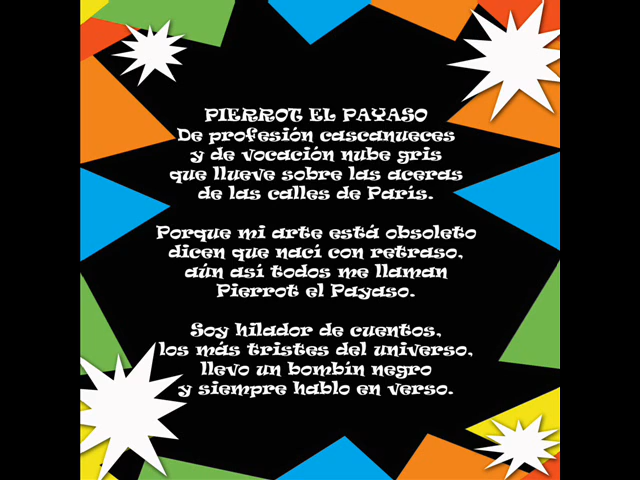 PIERROT EL PAYASO
De profesión cascanueces
y de vocación nube gris
que llueve sobre las aceras
de las calles de París.
Porque mi arte está obsoleto
dicen que nací con retraso,
aún así todos me llaman
Pierrot el Payaso.
Soy hilador de cuentos,
los más tristes del universo,
llevo un bombín negro
y siempre hablo en verso.